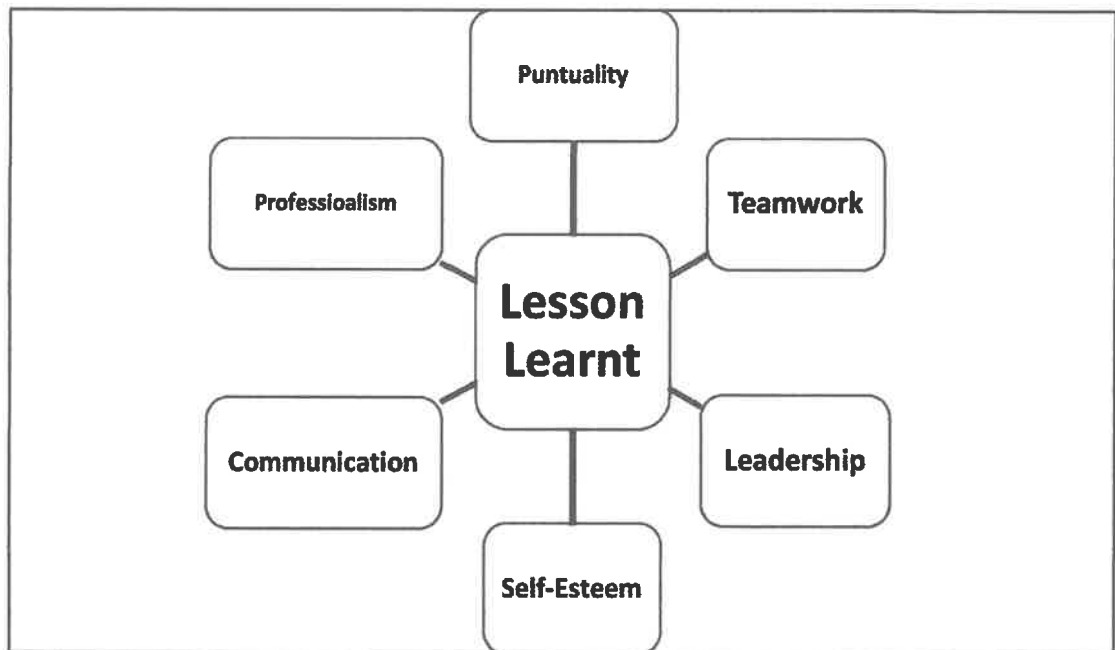 Puntuality
Professioalism
Teamwork
Lesson
Learnt
Communication
Leadership
Self-Esteem